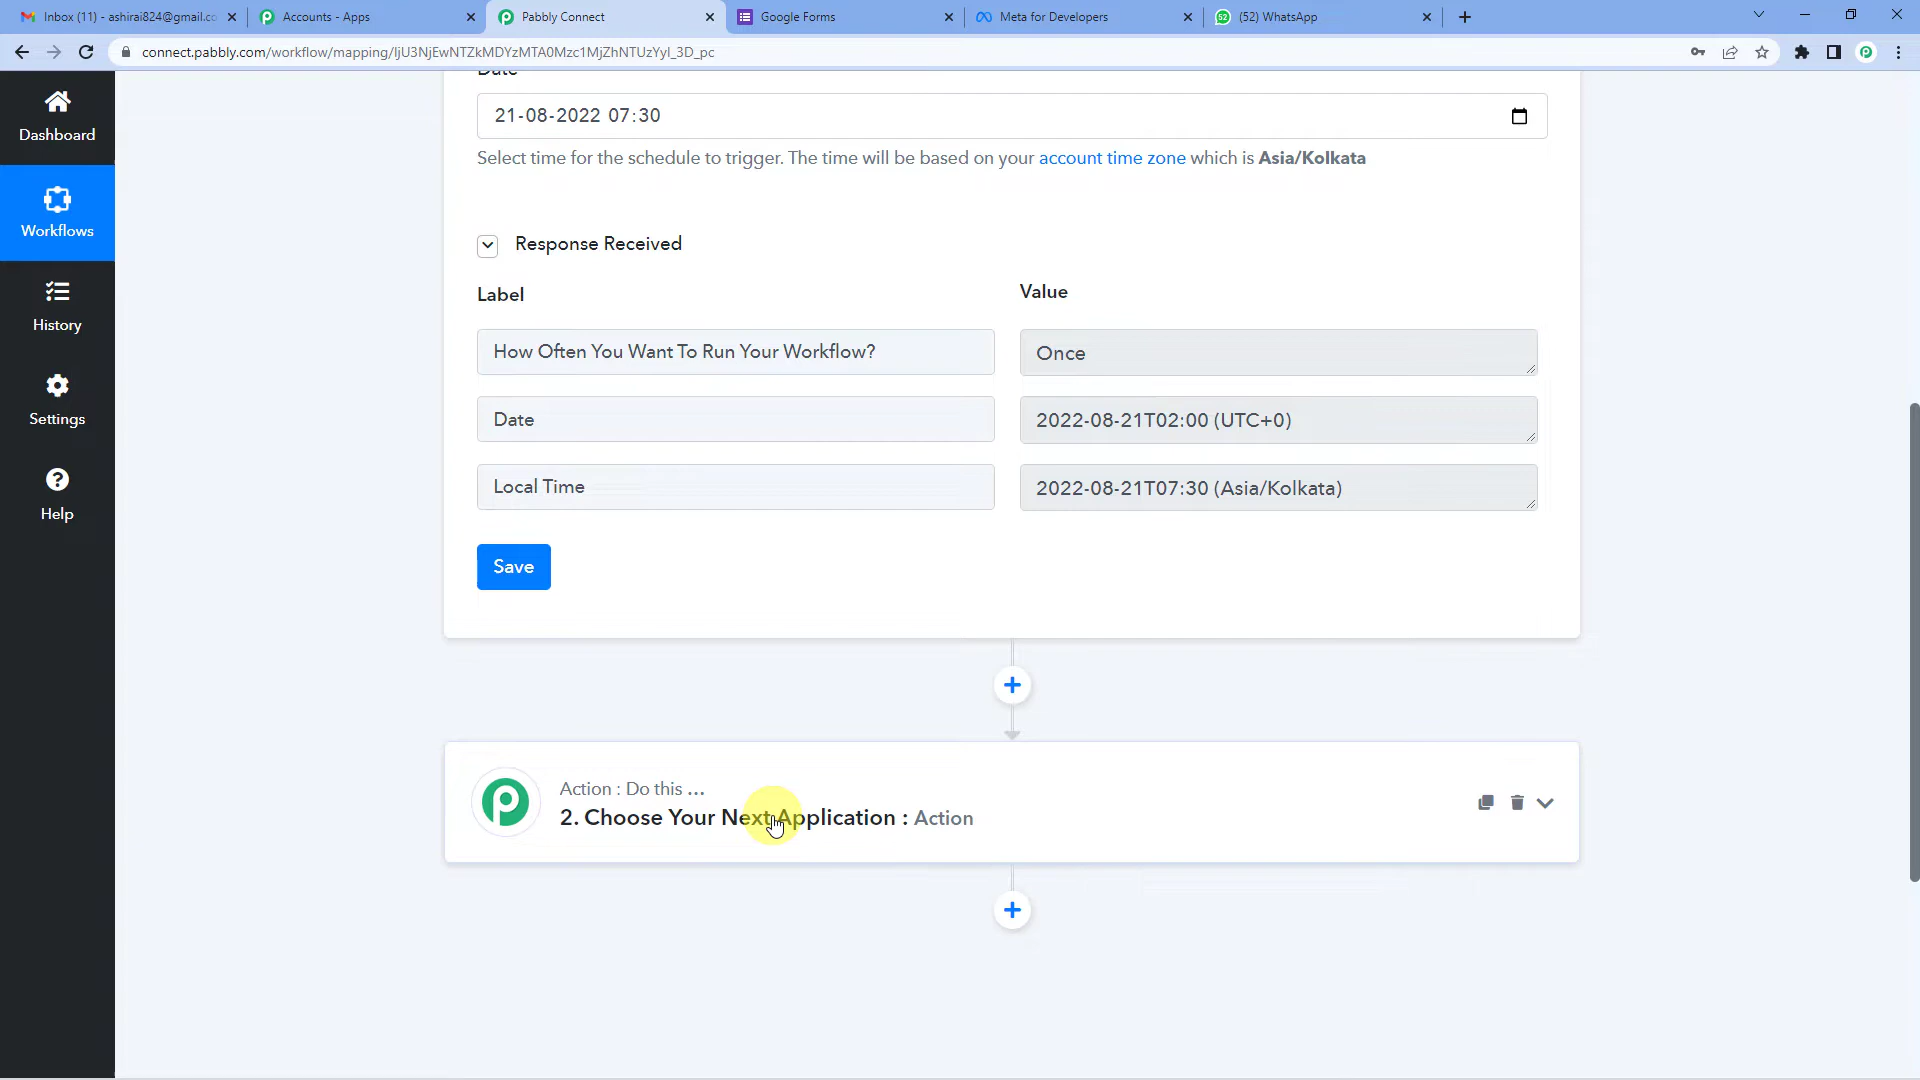 Inbox (11) - ashirai824@gmail.co
Accounts - Apps
Pabbly Connect
Google Forms
Meta for Developers
(52) WhatsApp
connect.pabbly.com/workflow/mapping/IjU3NjEwNTZkMDYzMTA0Mzc1MjZhNTUzYyI_3D_pc
Dashboard
Workflows
History
Settings
Help
Date
21-08-2022 07:30
Select time for the schedule to trigger. The time will be based on your account time zone which is Asia/Kolkata
Response Received
Label
Value
How Often You Want To Run Your Workflow?
Once
Date
2022-08-21T02:00 (UTC+0)
Local Time
2022-08-21T07:30 (Asia/Kolkata)
Save
Action : Do this ...
2. Choose Your Next Application : Action